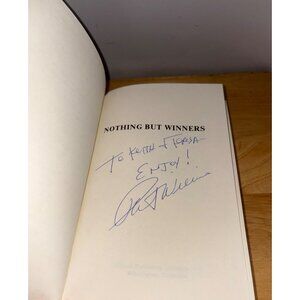 NOTHING BUT WINNERS
TO KEITH & TERESA
ENJOY!